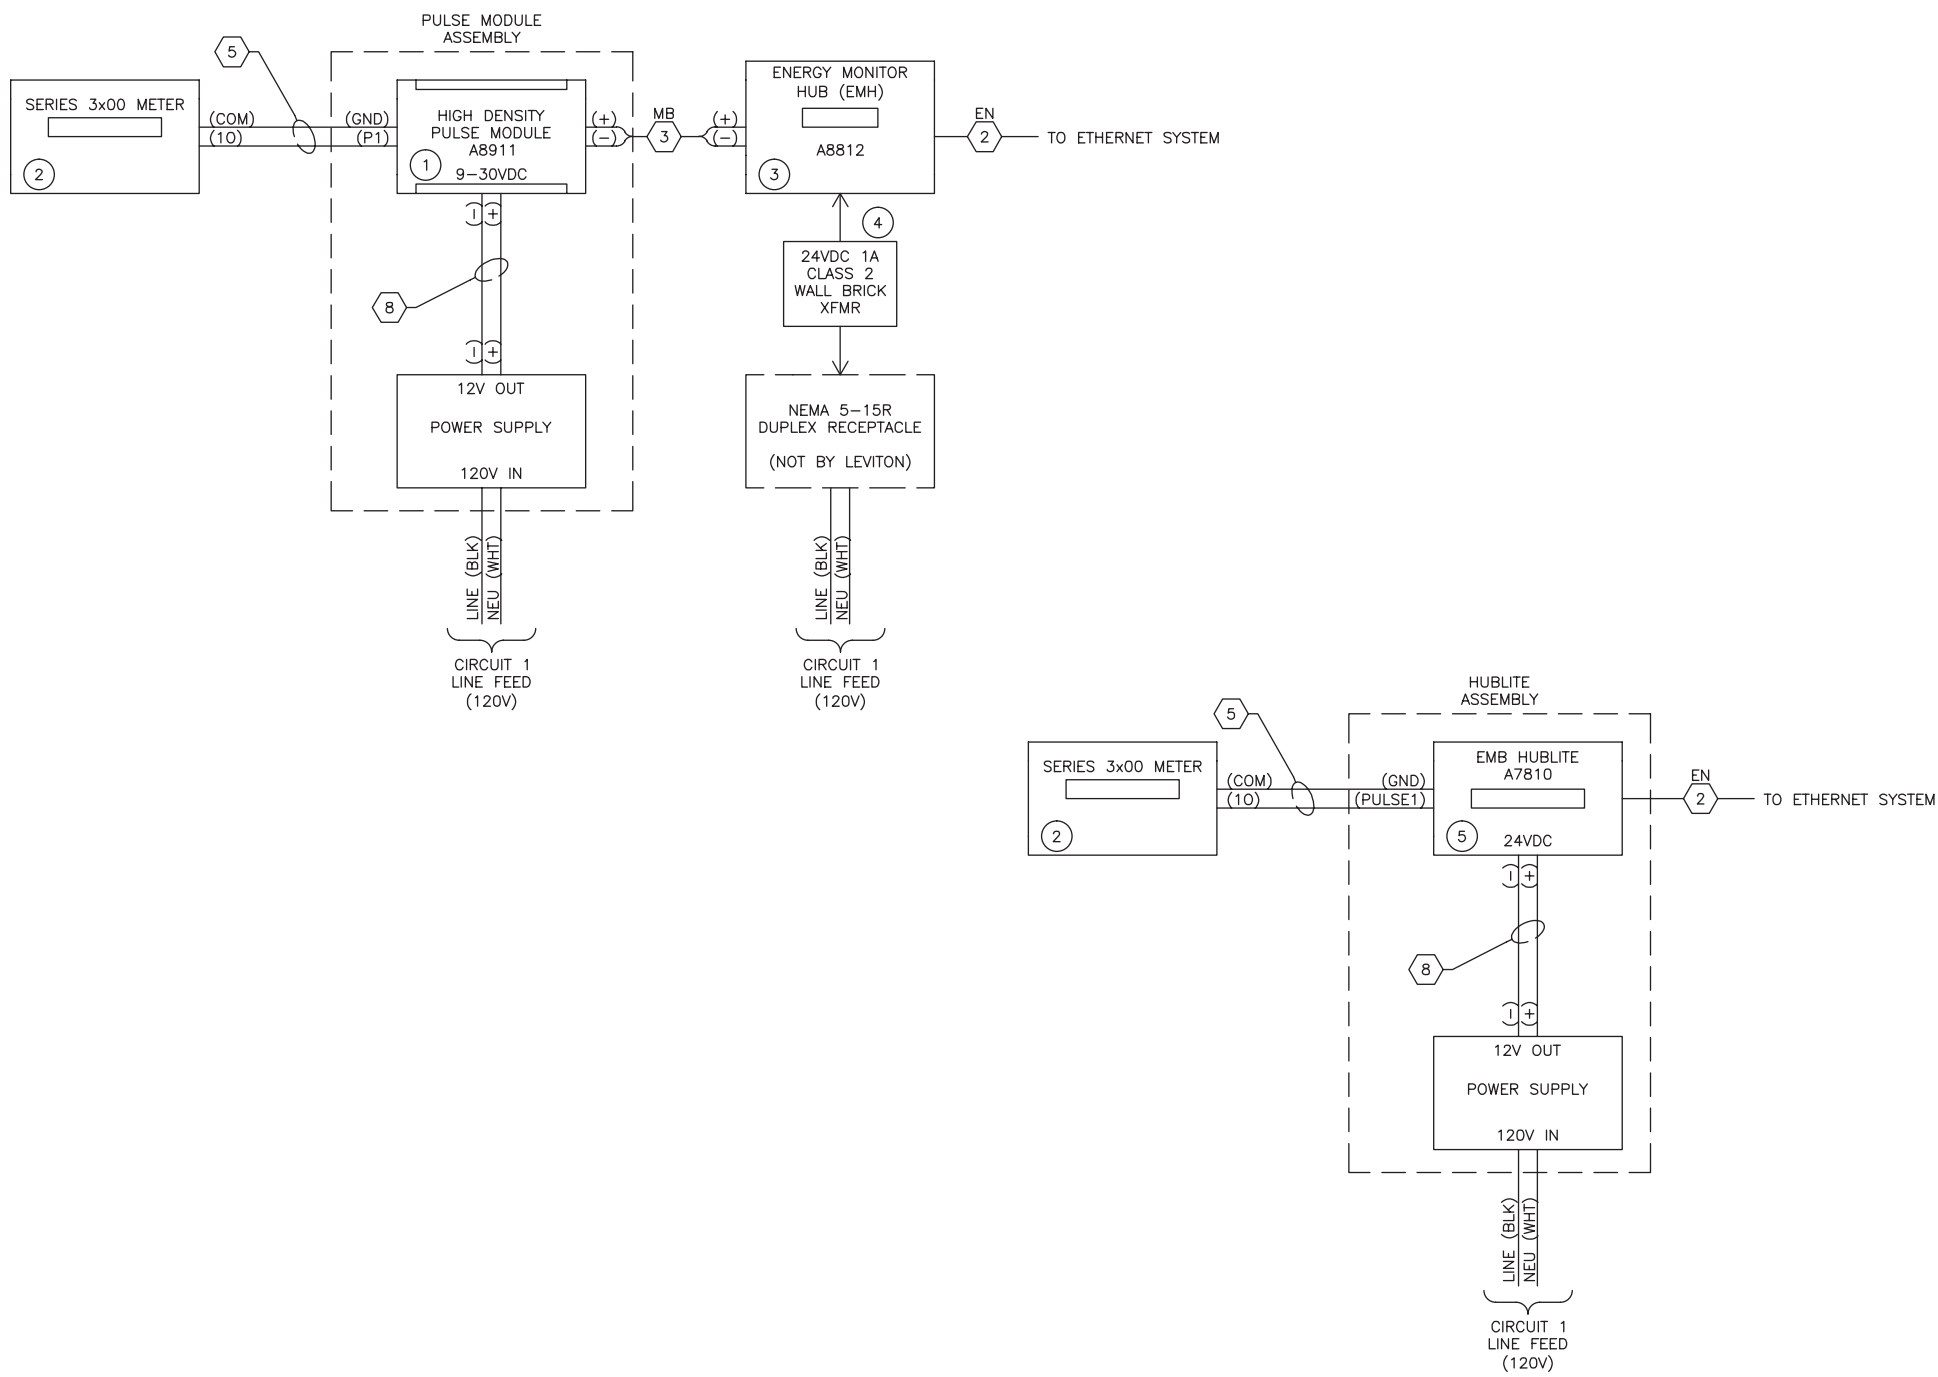 PULSE MODULE
ASSEMBLY
5
SERIES 3x00 METER
(COM)
(10)
2
(GND)
(P1)
HIGH DENSITY
PULSE MODULE
A8911
1
9-30VDC
(+)
(-)
MB
3
(+)
(-)
ENERGY MONITOR
HUB (EMH)
A8812
3
EN
2
TO ETHERNET SYSTEM
(-)
(+)
8
(-)
(+)
12V OUT
POWER SUPPLY
120V IN
LINE (BLK)
NEU (WHT)
CIRCUIT 1
LINE FEED
(120V)
4
24VDC 1A
CLASS 2
WALL BRICK
XFMR
NEMA 5-15R
DUPLEX RECEPTACLE
(NOT BY LEVITON)
LINE (BLK)
NEU (WHT)
CIRCUIT 1
LINE FEED
(120V)
HUBLITE
ASSEMBLY
5
SERIES 3x00 METER
(COM)
(10)
2
(GND)
(PULSE1)
EMB HUBLITE
A7810
5
24VDC
EN
2
TO ETHERNET SYSTEM
(-)
(+)
8
(-)
(+)
12V OUT
POWER SUPPLY
120V IN
LINE (BLK)
NEU (WHT)
CIRCUIT 1
LINE FEED
(120V)